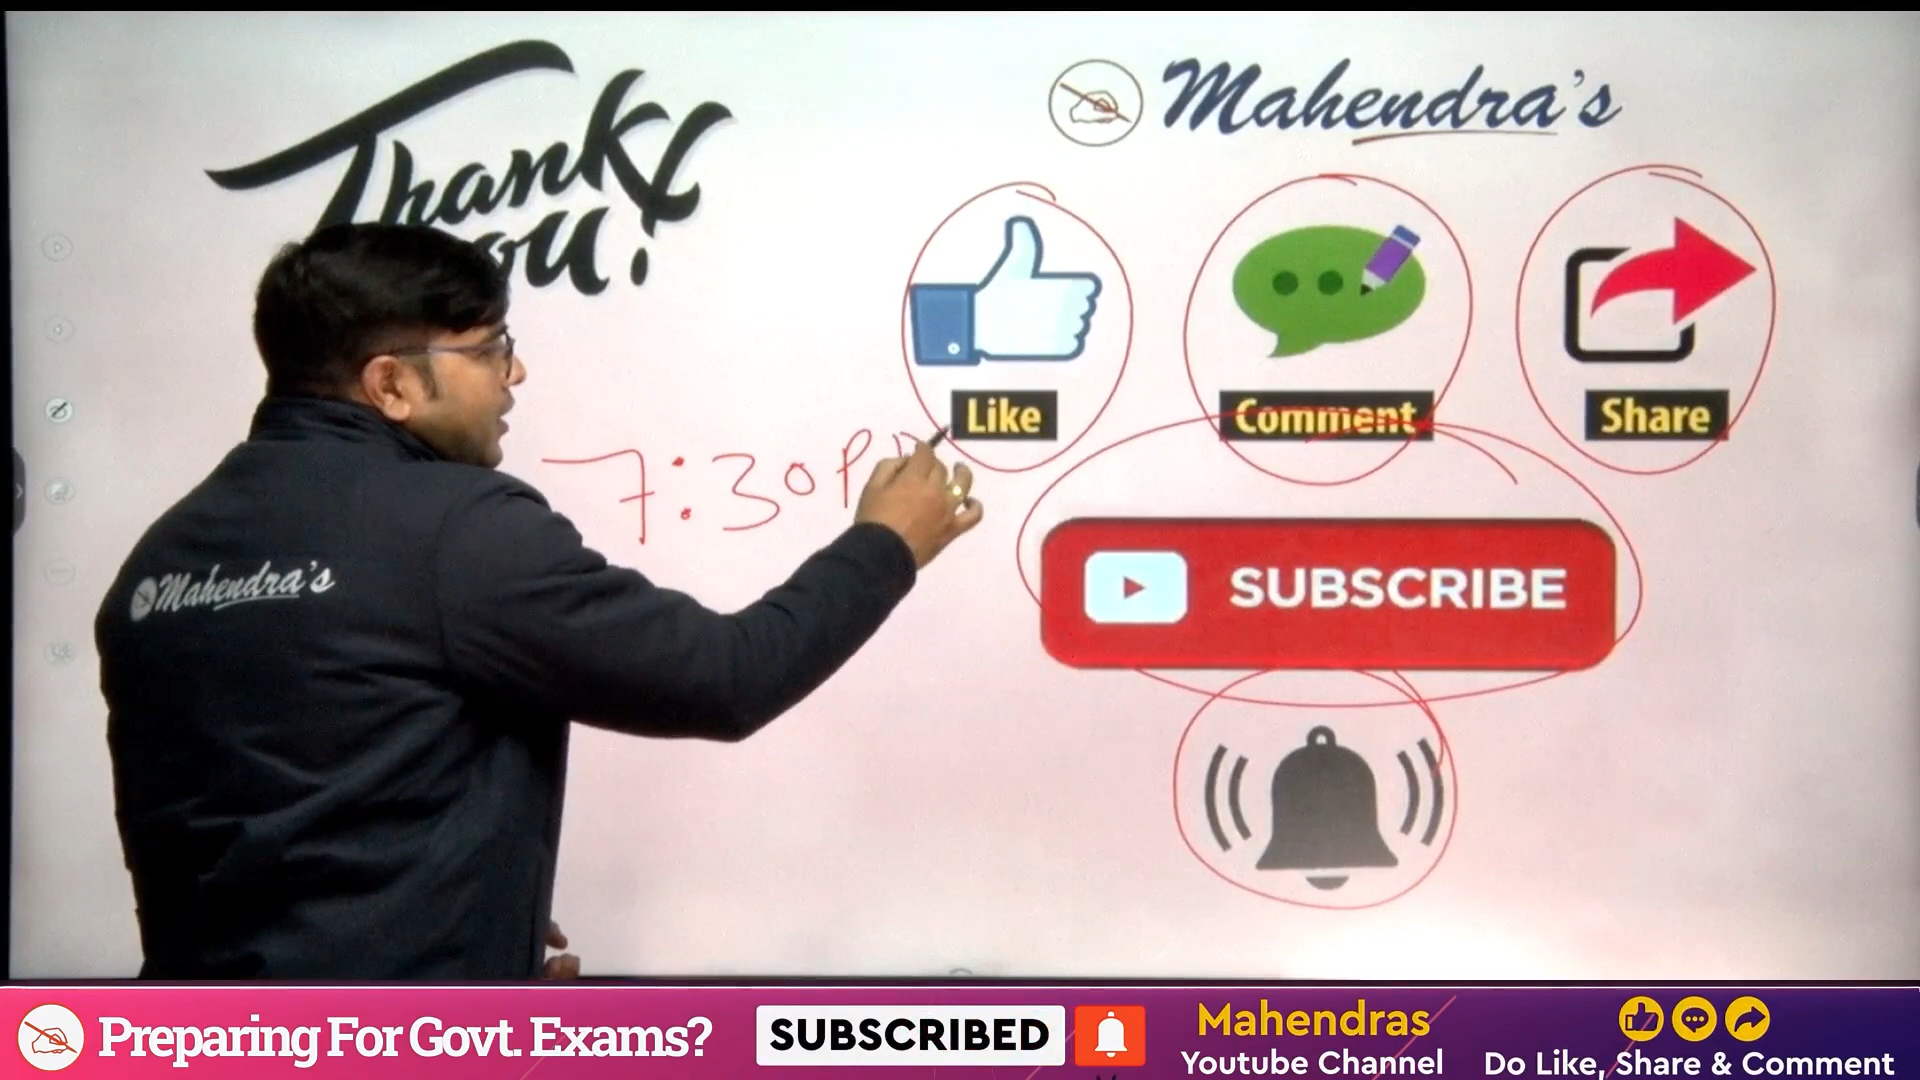 Thank
you!
Mahendra's
Like
Comment
Share
7:30 P
SUBSCRIBE
Mahendra's
Preparing For Govt. Exams?
SUBSCRIBED
Mahendras
Youtube Channel
Do Like, Share & Comment